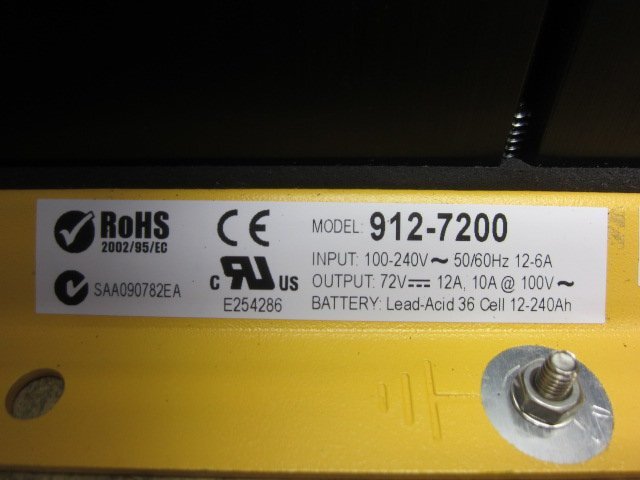 RoHS
2002/95/EC
SAA090782EA
CE
C RU US
E254286
MODEL: 912-7200
INPUT: 100-240V ~ 50/60Hz 12-6A
OUTPUT: 72V⎓ 12A, 10A @ 100V ~
BATTERY: Lead-Acid 36 Cell 12-240Ah